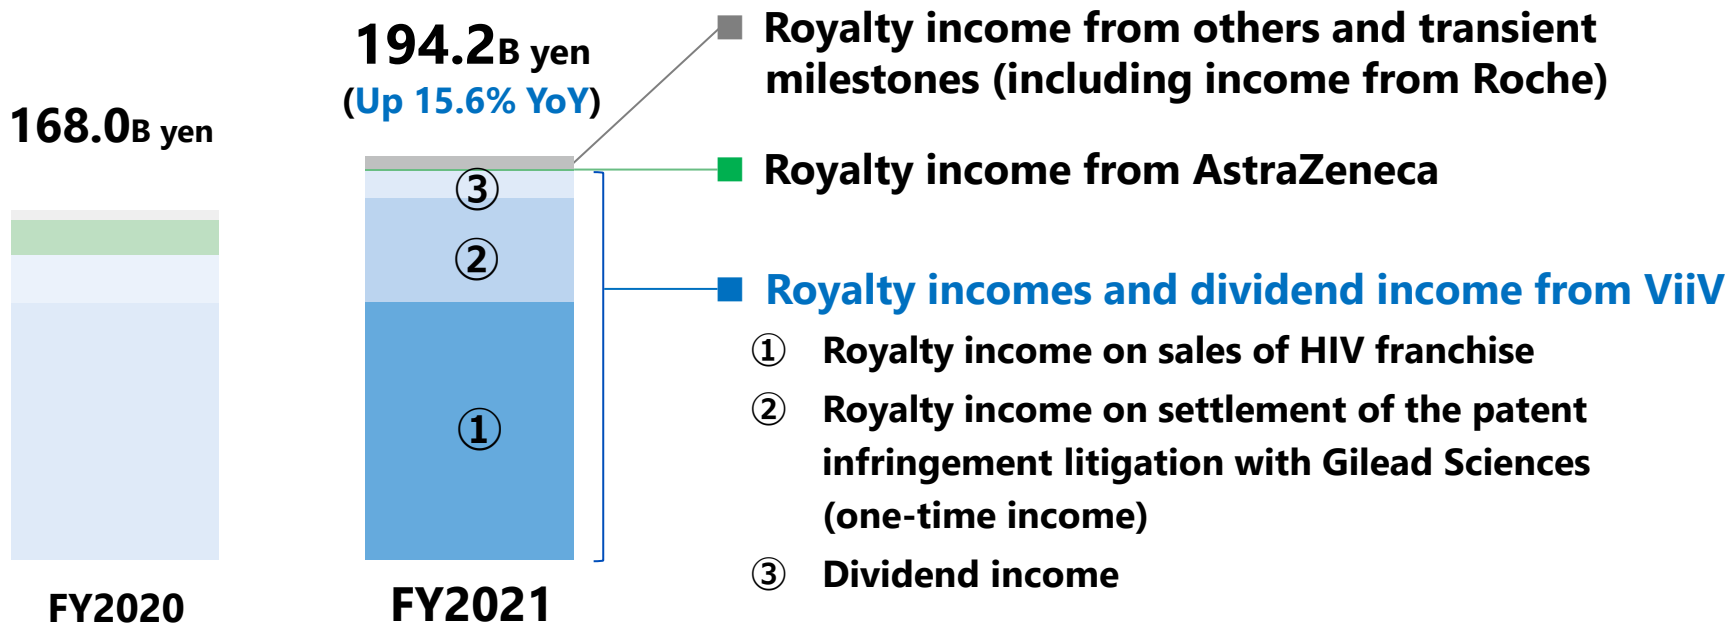 168.0B yen
194.2B yen
(Up 15.6% YoY)
③
②
①
FY2020
FY2021
Royalty income from others and transient
milestones (including income from Roche)
Royalty income from AstraZeneca
Royalty incomes and dividend income from ViiV
① Royalty income on sales of HIV franchise
② Royalty income on settlement of the patent
infringement litigation with Gilead Sciences
(one-time income)
③ Dividend income